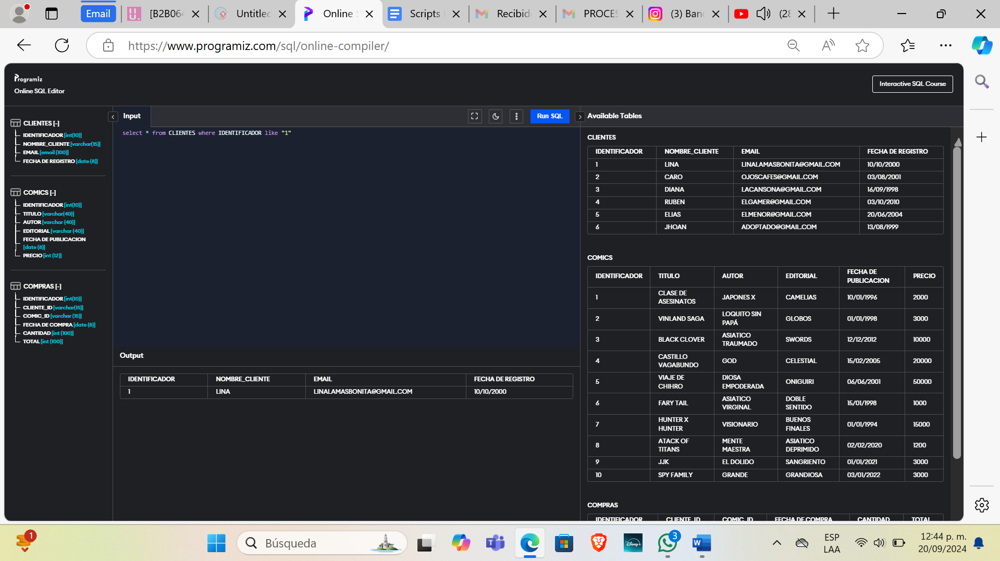 Email
[B2B064
Untitled
Online S
Scripts
Recibid
PROCES
(3) Band
(28
https://www.programiz.com/sql/online-compiler/
Programiz
Online SQL Editor
Interactive SQL Course
CLIENTES [-]
IDENTIFICADOR [int(10)]
NOMBRE_CLIENTE [varchar(15)]
EMAIL [email (100)]
FECHA DE REGISTRO [date (8)]
COMICS [-]
IDENTIFICADOR [int(10)]
TITULO [varchar(40)]
AUTOR [varchar (40)]
EDITORIAL [varchar (40)]
FECHA DE PUBLICACION
[date (8)]
PRECIO [int (12)]
COMPRAS [-]
IDENTIFICADOR [int(10)]
CLIENTE_ID [varchar(15)]
COMIC_ID [varchar (15)]
FECHA DE COMPRA [date (8)]
CANTIDAD [int (100)]
TOTAL [int (100)]
Input
Run SQL
select * from CLIENTES where IDENTIFICADOR like "1"
Output
IDENTIFICADOR NOMBRE_CLIENTE EMAIL FECHA DE REGISTRO
1 LINA LINALAMASBONITA@GMAIL.COM 10/10/2000
Available Tables
CLIENTES
IDENTIFICADOR NOMBRE_CLIENTE EMAIL FECHA DE REGISTRO
1 LINA LINALAMASBONITA@GMAIL.COM 10/10/2000
2 CARO OJOSCAFES@GMAIL.COM 03/08/2001
3 DIANA LACANSONA@GMAIL.COM 16/09/1998
4 RUBEN ELGAMER@GMAIL.COM 03/10/2010
5 ELIAS ELMENOR@GMAIL.COM 20/06/2004
6 JHOAN ADOPTADO@GMAIL.COM 13/08/1999
COMICS
IDENTIFICADOR TITULO AUTOR EDITORIAL FECHA DE PUBLICACION PRECIO
1 CLASE DE ASESINATOS JAPONES X CAMELIAS 10/01/1996 2000
2 VINLAND SAGA LOQUITO SIN PAPÁ GLOBOS 01/01/1998 3000
3 BLACK CLOVER ASIATICO TRAUMADO SWORDS 12/12/2012 10000
4 CASTILLO VAGABUNDO GOD CELESTIAL 15/02/2005 20000
5 VIAJE DE CHIHRO DIOSA EMPODERADA ONIGUIRI 06/06/2001 50000
6 FARY TAIL ASIATICO VIRGINAL DOBLE SENTIDO 15/01/1998 1000
7 HUNTER X HUNTER VISIONARIO BUENOS FINALES 01/01/1994 15000
8 ATACK OF TITANS MENTE MAESTRA ASIATICO DEPRIMIDO 02/02/2020 1200
9 JJK EL DOLIDO SANGRIENTO 01/01/2021 3000
10 SPY FAMILY GRANDE GRANDIOSA 03/01/2022 3000
COMPRAS
IDENTIFICADOR CLIENTE_ID COMIC_ID FECHA DE COMPRA CANTIDAD TOTAL
1
Búsqueda
Disney+
3
ESP
LAA
12:44 p. m.
20/09/2024